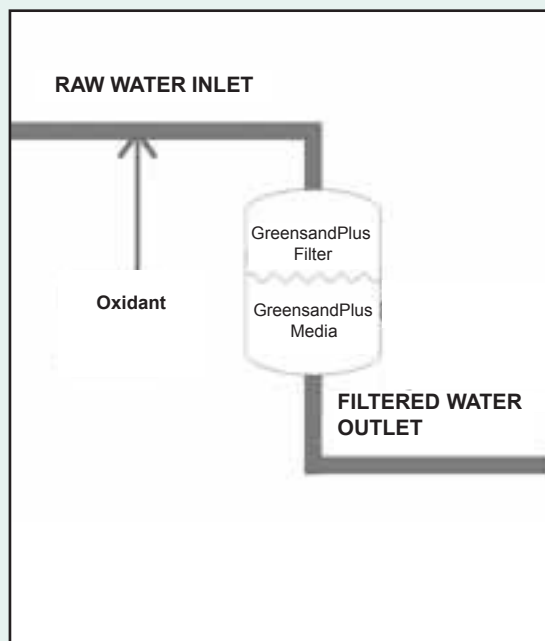 RAW WATER INLET
GreensandPlus
Filter
Oxidant
GreensandPlus
Media
FILTERED WATER
OUTLET